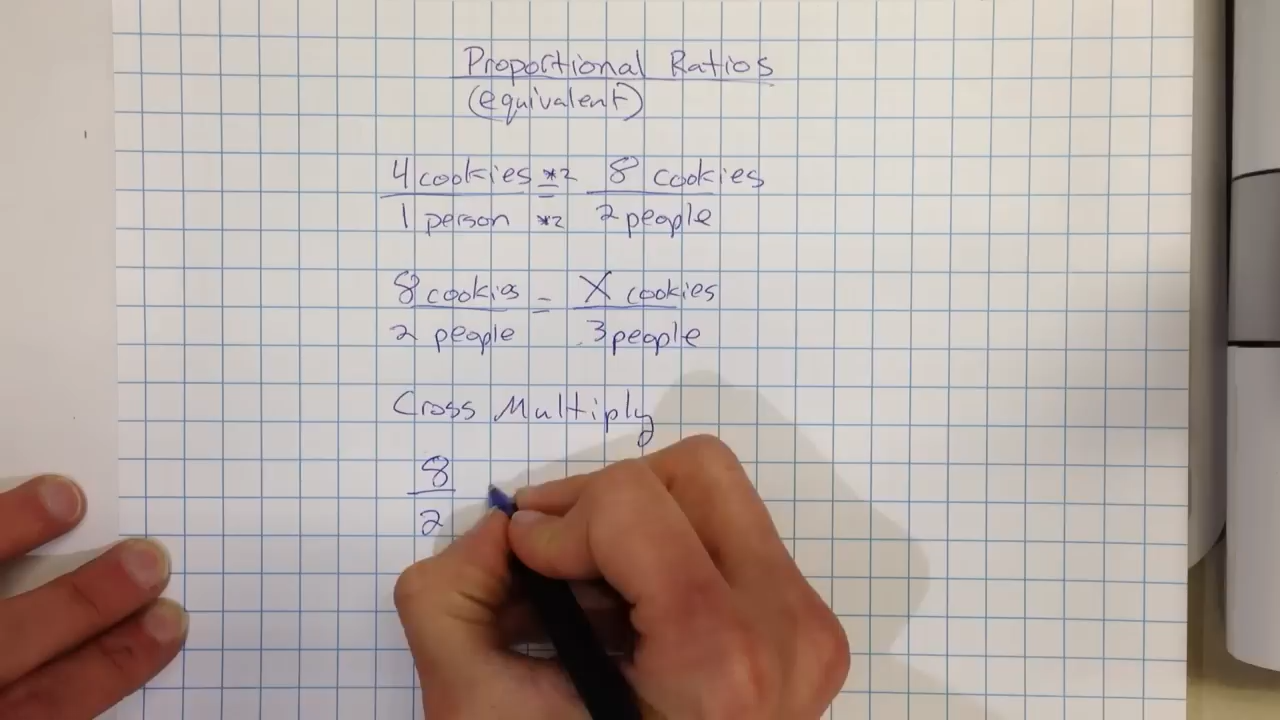 Proportional Ratios
(equivalent)
4 cookies *2 = 8 cookies
1 person *2 2 people
8 cookies = X cookies
2 people 3 people
Cross Multiply
8
2